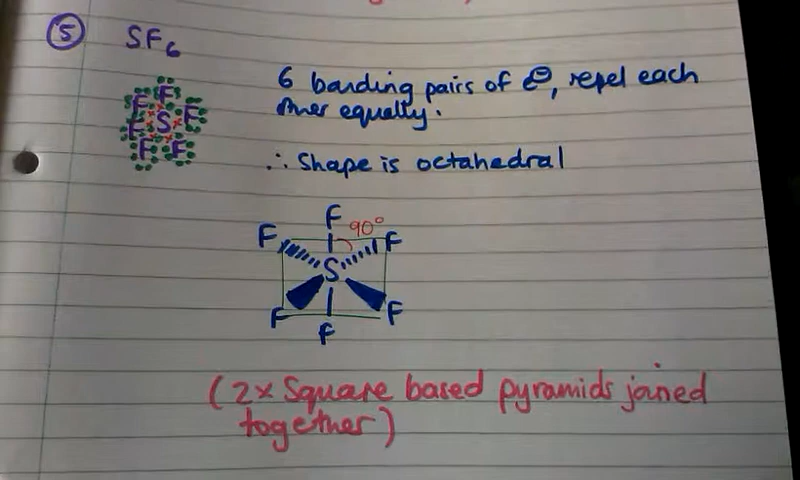 5 SF6
6 bonding pairs of e⊖, repel each
other equally.
∴ Shape is octahedral
F F F
F S F
F F
F
F 90° F
S
F F
F
(2x Square based pyramids joined
together)